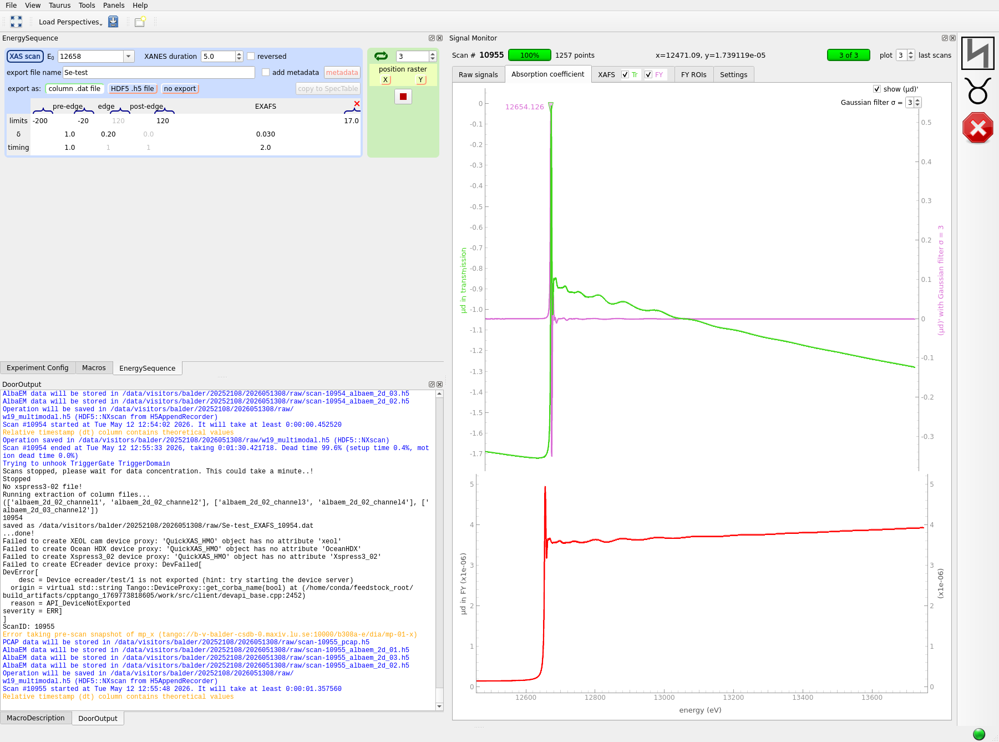 File View Taurus Tools Panels Help
Load Perspectives
EnergySequence
XAS scan E0 12658 XANES duration 5.0 reversed
export file name Se-test add metadata metadata
export as: column .dat file HDF5 .h5 file no export copy to SpecTable
pre-edge edge post-edge EXAFS
limits -200 -20 120 120 17.0
δ 1.0 0.20 0.0 0.030
timing 1.0 1 1 2.0
3
position raster
X Y
Experiment Config Macros EnergySequence
DoorOutput
AlbaEM data will be stored in /data/visitors/balder/20252108/2026051308/raw/scan-10954_albaem_2d_03.h5
AlbaEM data will be stored in /data/visitors/balder/20252108/2026051308/raw/scan-10954_albaem_2d_02.h5
Operation will be saved in /data/visitors/balder/20252108/2026051308/raw/
w19_multimodal.h5 (HDF5::NXscan from H5AppendRecorder)
Scan #10954 started at Tue May 12 12:54:02 2026. It will take at least 0:00:00.452520
Relative timestamp (dt) column contains theoretical values
Operation saved in /data/visitors/balder/20252108/2026051308/raw/w19_multimodal.h5 (HDF5::NXscan)
Scan #10954 ended at Tue May 12 12:55:33 2026, taking 0:01:30.421718. Dead time 99.6% (setup time 0.4%, mot
ion dead time 0.0%)
Trying to unhook TriggerGate TriggerDomain
Scans stopped, please wait for data concentration. This could take a minute..!
Stopped
No xspress3-02 file!
Running extraction of column files...
(['albaem_2d_02_channel1', 'albaem_2d_02_channel2'], ['albaem_2d_02_channel3', 'albaem_2d_02_channel4'], ['
albaem_2d_03_channel2'])
10954
saved as /data/visitors/balder/20252108/2026051308/raw/Se-test_EXAFS_10954.dat
...done!
Failed to create XEOL cam device proxy: 'QuickXAS_HMO' object has no attribute 'xeol'
Failed to create Ocean HDX device proxy: 'QuickXAS_HMO' object has no attribute 'OceanHDX'
Failed to create Xspress3_02 device proxy: 'QuickXAS_HMO' object has no attribute 'Xspress3_02'
Failed to create ECreader device proxy: DevFailed[
DevError[
desc = Device ecreader/test/1 is not exported (hint: try starting the device server)
origin = virtual std::string Tango::DeviceProxy::get_corba_name(bool) at (/home/conda/feedstock_root/
build_artifacts/cpptango_1769773818605/work/src/client/devapi_base.cpp:2452)
reason = API_DeviceNotExported
severity = ERR]
]
ScanID: 10955
Error taking pre-scan snapshot of mp_x (tango://b-v-balder-csdb-0.maxiv.lu.se:10000/b308a-e/dia/mp-01-x)
PCAP data will be stored in /data/visitors/balder/20252108/2026051308/raw/scan-10955_pcap.h5
AlbaEM data will be stored in /data/visitors/balder/20252108/2026051308/raw/scan-10955_albaem_2d_01.h5
AlbaEM data will be stored in /data/visitors/balder/20252108/2026051308/raw/scan-10955_albaem_2d_03.h5
AlbaEM data will be stored in /data/visitors/balder/20252108/2026051308/raw/scan-10955_albaem_2d_02.h5
Operation will be saved in /data/visitors/balder/20252108/2026051308/raw/
w19_multimodal.h5 (HDF5::NXscan from H5AppendRecorder)
Scan #10955 started at Tue May 12 12:55:48 2026. It will take at least 0:00:01.357560
Relative timestamp (dt) column contains theoretical values
MacroDescription DoorOutput
Signal Monitor
Scan # 10955 100% 1257 points x=12471.09, y=1.739119e-05 3 of 3 plot 3 last scans
Raw signals Absorption coefficient XAFS Tr FY FY ROIs Settings
show (μd)'
Gaussian filter σ = 3
12654.126
0
-0.1
-0.2
-0.3
-0.4
-0.5
-0.6
-0.7
-0.8
-0.9
-1.0
-1.1
-1.2
-1.3
-1.4
-1.5
-1.6
-1.7
μd in transmission
0.5
0.4
0.3
0.2
0.1
0
-0.1
-0.2
-0.3
(μd)' with Gaussian filter σ = 3
5
4
3
2
1
0
μd in FY (x1e-06)
5
4
3
2
1
0
(x1e-06)
12600 12800 13000 13200 13400 13600
energy (eV)